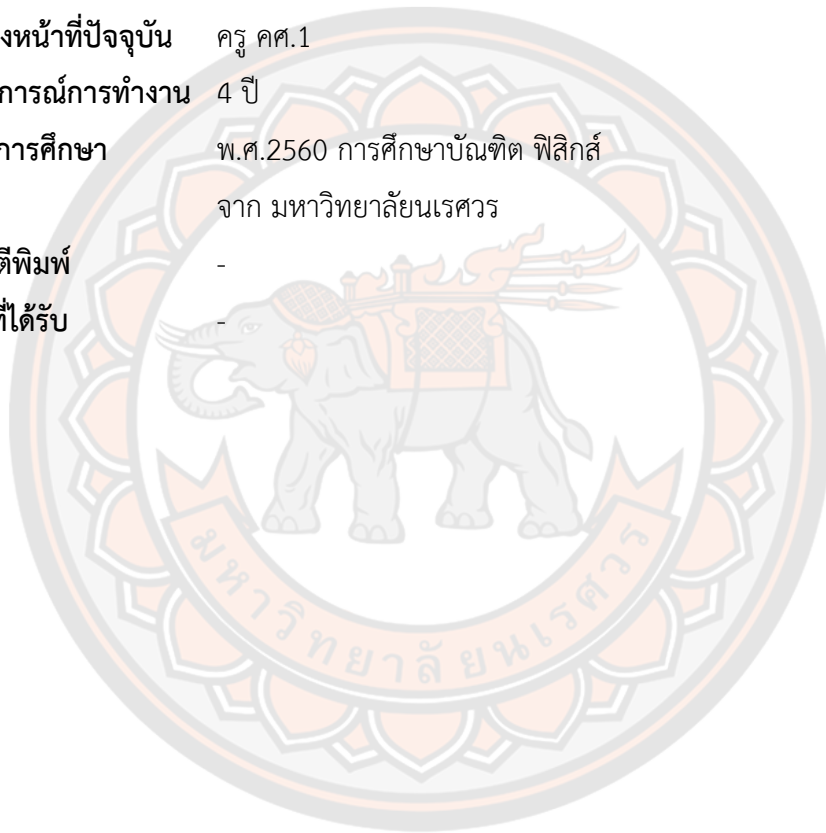 งหน้าที่ปัจจุบัน ครู คศ.1
การณ์การทำงาน 4 ปี
การศึกษา พ.ศ.2560 การศึกษาบัณฑิต ฟิสิกส์
จาก มหาวิทยาลัยนเรศวร
ตีพิมพ์ -
ที่ได้รับ -
มหาวิทยาลัยนเรศวร